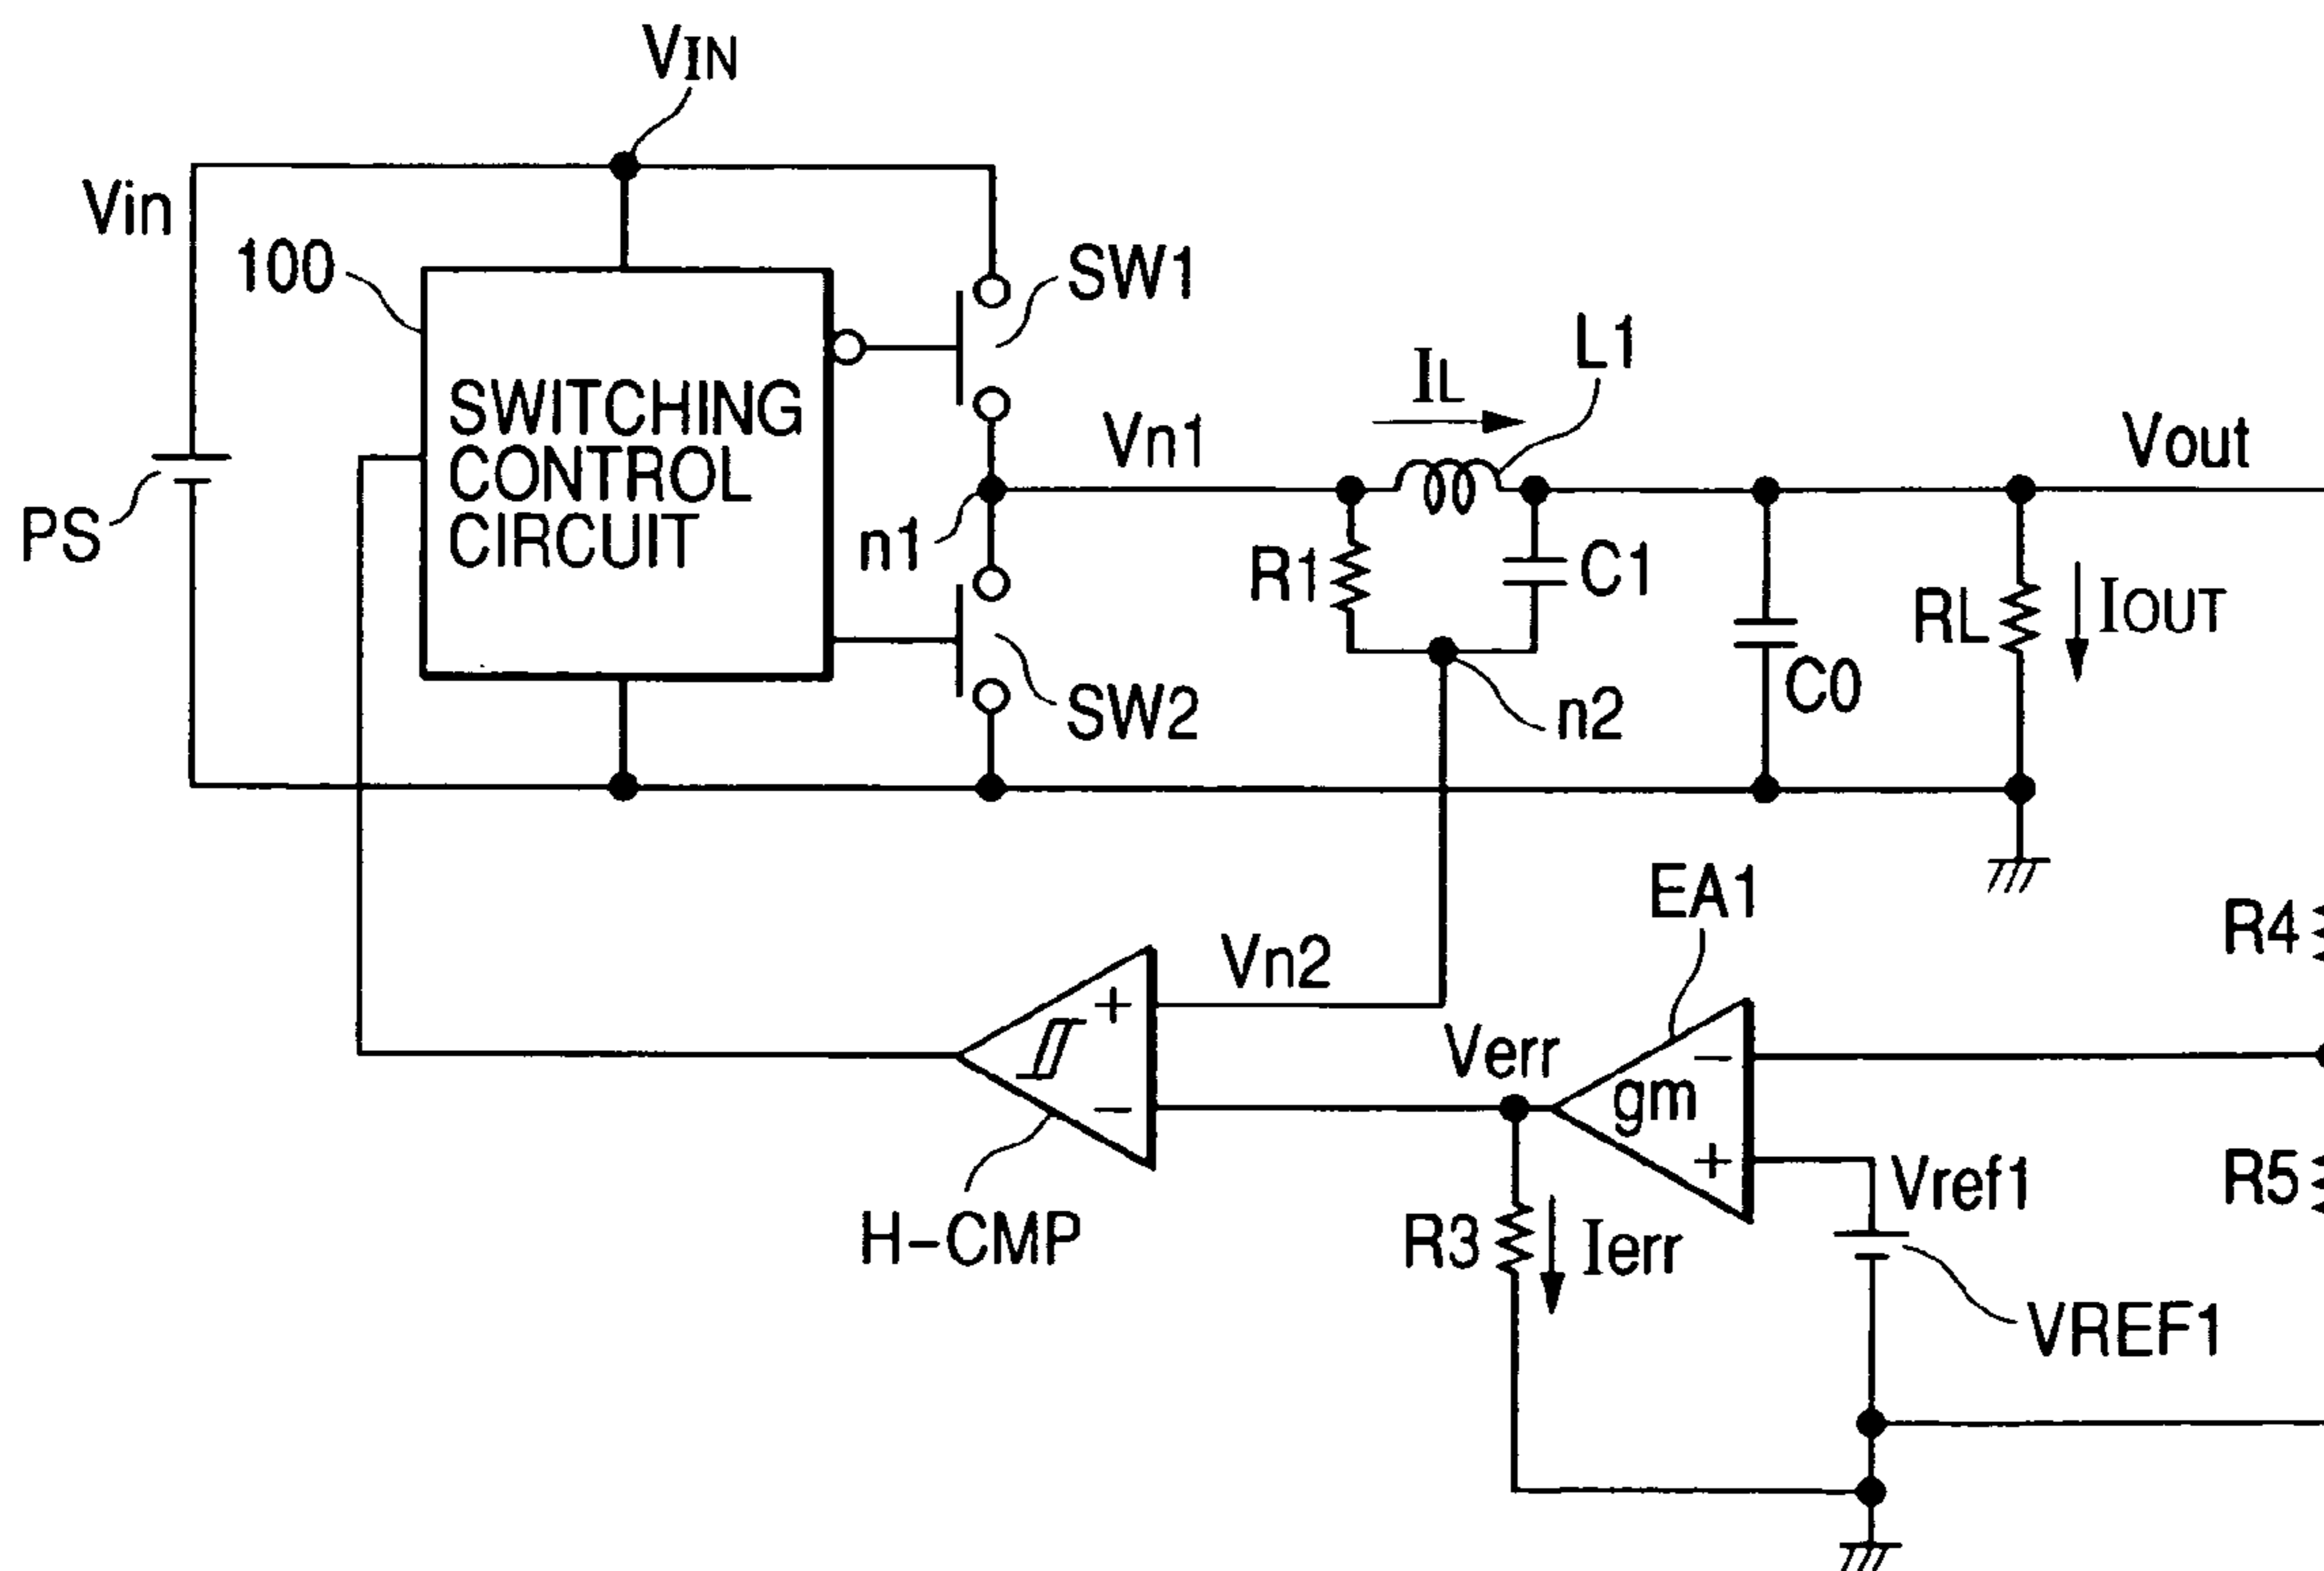 VIN
Vin
100
SW1
L1
IL
SWITCHING
CONTROL
CIRCUIT
Vn1
Vout
PS
n1
R1
C1
RL
IOUT
SW2
n2
C0
EA1
R4
Vn2
+
Verr
−
gm
−
+
Vref1
R5
H-CMP
R3
Ierr
VREF1